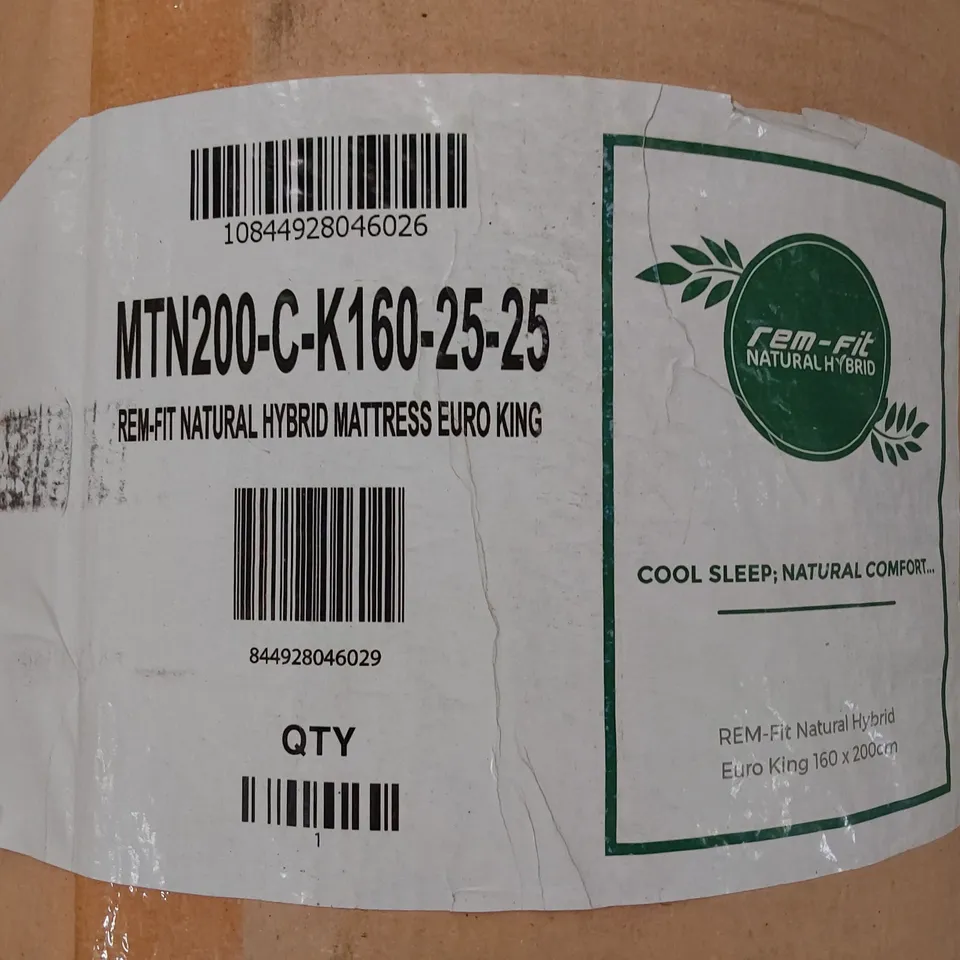 10844928046026
MTN200-C-K160-25-25
REM-FIT NATURAL HYBRID MATTRESS EURO KING
844928046029
QTY
1
rem-fit
NATURAL HYBRID
COOL SLEEP; NATURAL COMFORT...
REM-Fit Natural Hybrid
Euro King 160 x 200cm